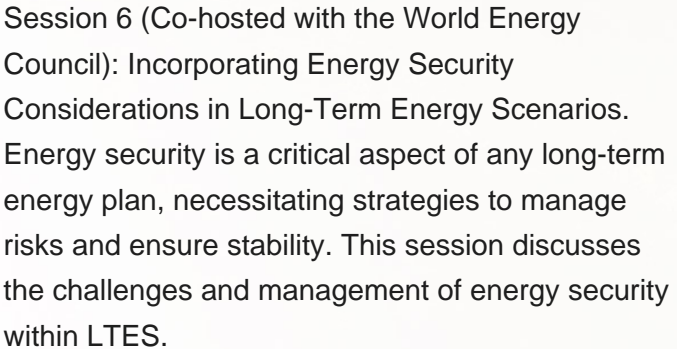 Session 6 (Co-hosted with the World Energy
Council): Incorporating Energy Security
Considerations in Long-Term Energy Scenarios.
Energy security is a critical aspect of any long-term
energy plan, necessitating strategies to manage
risks and ensure stability. This session discusses
the challenges and management of energy security
within LTES.